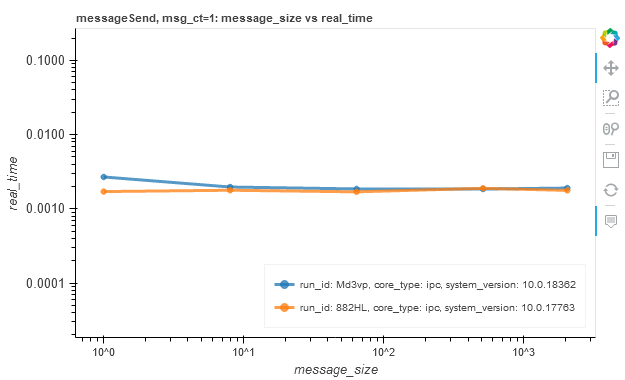 messageSend, msg_ct=1: message_size vs real_time
0.1000
0.0100
0.0010
0.0001
real_time
run_id: Md3vp, core_type: ipc, system_version: 10.0.18362
run_id: 882HL, core_type: ipc, system_version: 10.0.17763
10^0
10^1
10^2
10^3
message_size